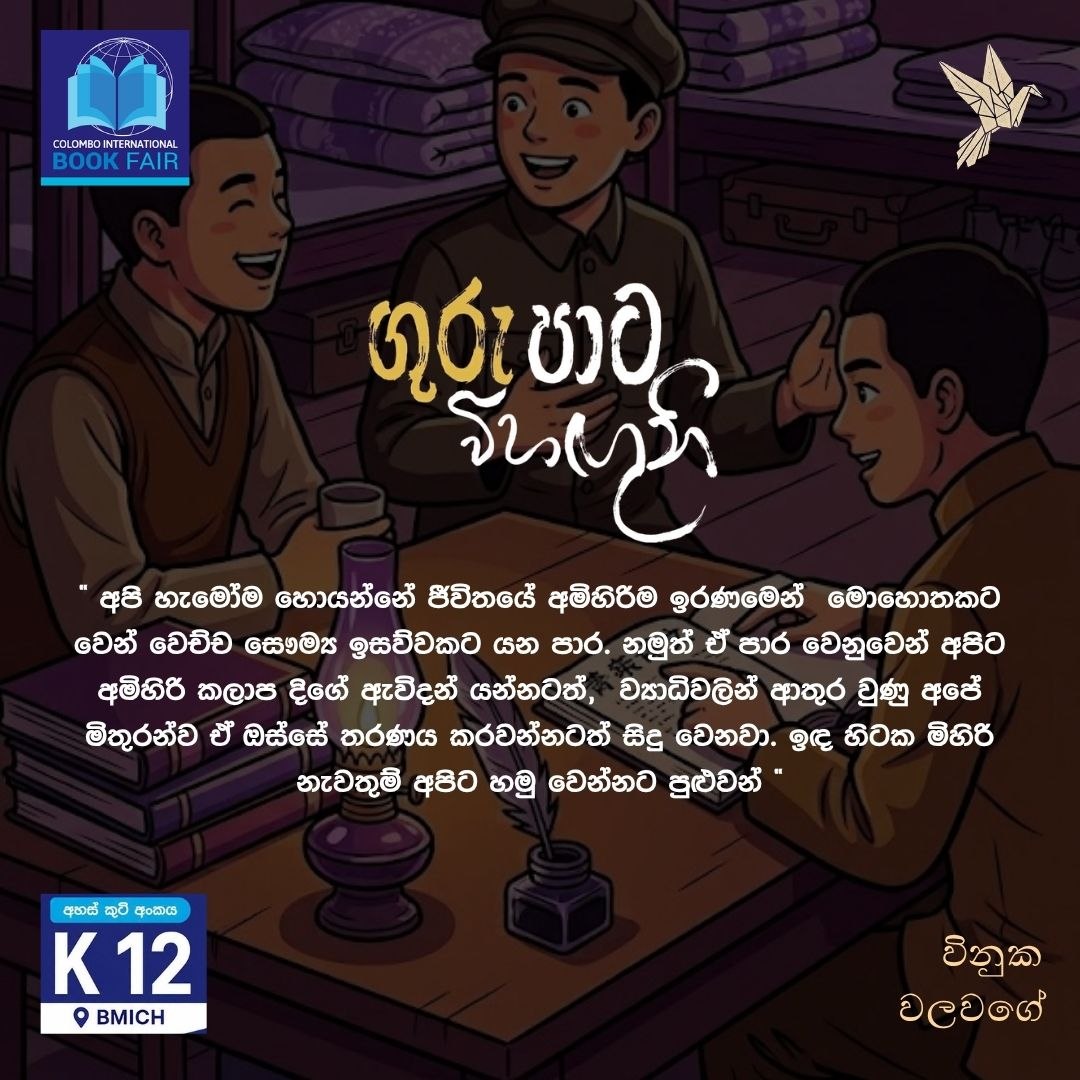 COLOMBO INTERNATIONAL
BOOK FAIR
ගුරු පාට
විහඟුනි
" අපි හැමෝම හොයන්නේ ජීවිතයේ අමිහිරිම ඉරණමෙන් මොහොතකට
වෙන් වෙච්ච සෞම්‍ය ඉසව්වකට යන පාර. නමුත් ඒ පාර වෙනුවෙන් අපිට
අමිහිරි කලාප දිගේ ඇවිදන් යන්නටත්, ව්‍යාධිවලින් ආතුර වුණු අපේ
මිතුරන්ව ඒ ඔස්සේ තරණය කරවන්නටත් සිදු වෙනවා. ඉඳ හිටක මිහිරි
නැවතුම් අපිට හමු වෙන්නට පුළුවන් "
අහස් කුටි අංකය
K 12
BMICH
විනුක
වලවගේ